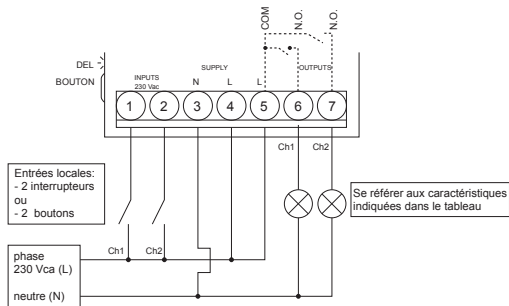 COM
N.O.
N.O.
DEL
BOUTON
INPUTS
230 Vac
SUPPLY
N
L
L
OUTPUTS
1
2
3
4
5
6
7
Ch1
Ch2
Entrées locales:
- 2 interrupteurs
ou
- 2 boutons
Se référer aux caractéristiques
indiquées dans le tableau
Ch1
Ch2
phase
230 Vca (L)
neutre (N)